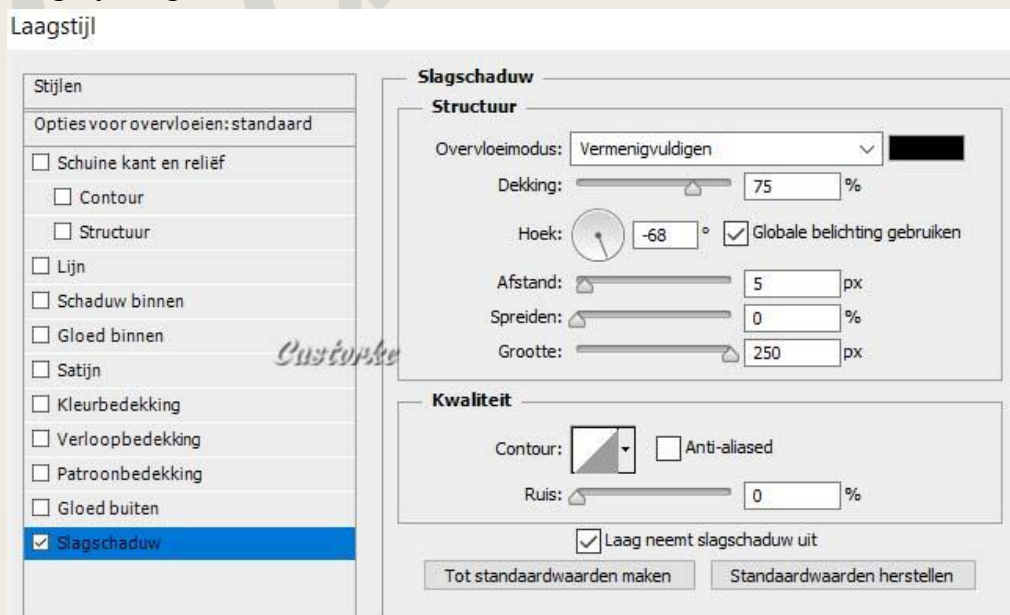 Laagstijl
Stijlen
Opties voor overvloeien: standaard
Schuine kant en reliëf
Contour
Structuur
Lijn
Schaduw binnen
Gloed binnen
Satijn
Kleurbedekking
Verloopbedekking
Patroonbedekking
Gloed buiten
Slagschaduw
Castorke
Slagschaduw
Structuur
Overvloeimodus: Vermenigvuldigen
Dekking: 75 %
Hoek: -68 ° Globale belichting gebruiken
Afstand: 5 px
Spreiden: 0 %
Grootte: 250 px
Kwaliteit
Contour: Anti-aliased
Ruis: 0 %
Laag neemt slagschaduw uit
Tot standaardwaarden maken Standaardwaarden herstellen